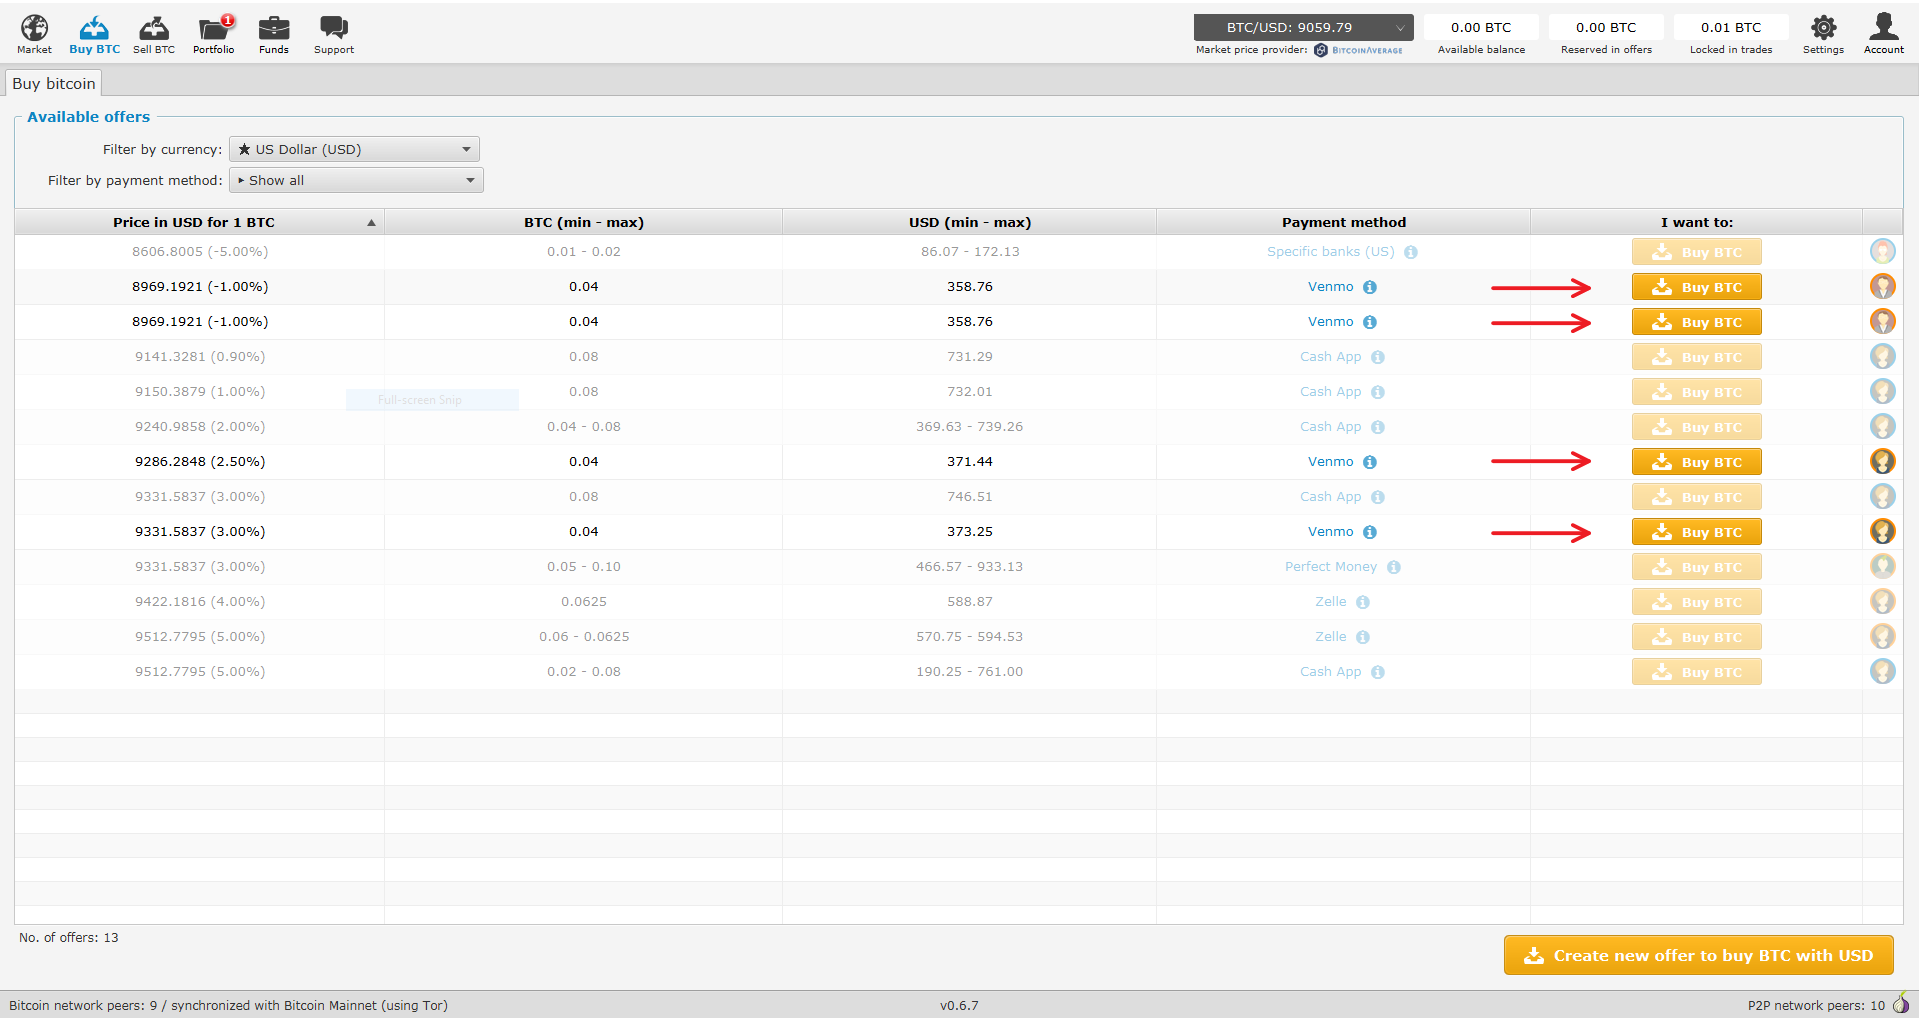 BTC/USD: 9059.79 0.00 BTC 0.00 BTC 0.01 BTC
Market Buy BTC Sell BTC Portfolio 1 Funds Support Market price provider: BITCOINAVERAGE Available balance Reserved in offers Locked in trades Settings Account
Buy bitcoin
Available offers
Filter by currency: ★ US Dollar (USD)
Filter by payment method: ▸ Show all
Price in USD for 1 BTC BTC (min - max) USD (min - max) Payment method I want to:
8606.8005 (-5.00%) 0.01 - 0.02 86.07 - 172.13 Specific banks (US) Buy BTC
8969.1921 (-1.00%) 0.04 358.76 Venmo Buy BTC
8969.1921 (-1.00%) 0.04 358.76 Venmo Buy BTC
9141.3281 (0.90%) 0.08 731.29 Cash App Buy BTC
9150.3879 (1.00%) 0.08 732.01 Cash App Buy BTC
Full-screen Snip
9240.9858 (2.00%) 0.04 - 0.08 369.63 - 739.26 Cash App Buy BTC
9286.2848 (2.50%) 0.04 371.44 Venmo Buy BTC
9331.5837 (3.00%) 0.08 746.51 Cash App Buy BTC
9331.5837 (3.00%) 0.04 373.25 Venmo Buy BTC
9331.5837 (3.00%) 0.05 - 0.10 466.57 - 933.13 Perfect Money Buy BTC
9422.1816 (4.00%) 0.0625 588.87 Zelle Buy BTC
9512.7795 (5.00%) 0.06 - 0.0625 570.75 - 594.53 Zelle Buy BTC
9512.7795 (5.00%) 0.02 - 0.08 190.25 - 761.00 Cash App Buy BTC
No. of offers: 13
Create new offer to buy BTC with USD
Bitcoin network peers: 9 / synchronized with Bitcoin Mainnet (using Tor) v0.6.7 P2P network peers: 10